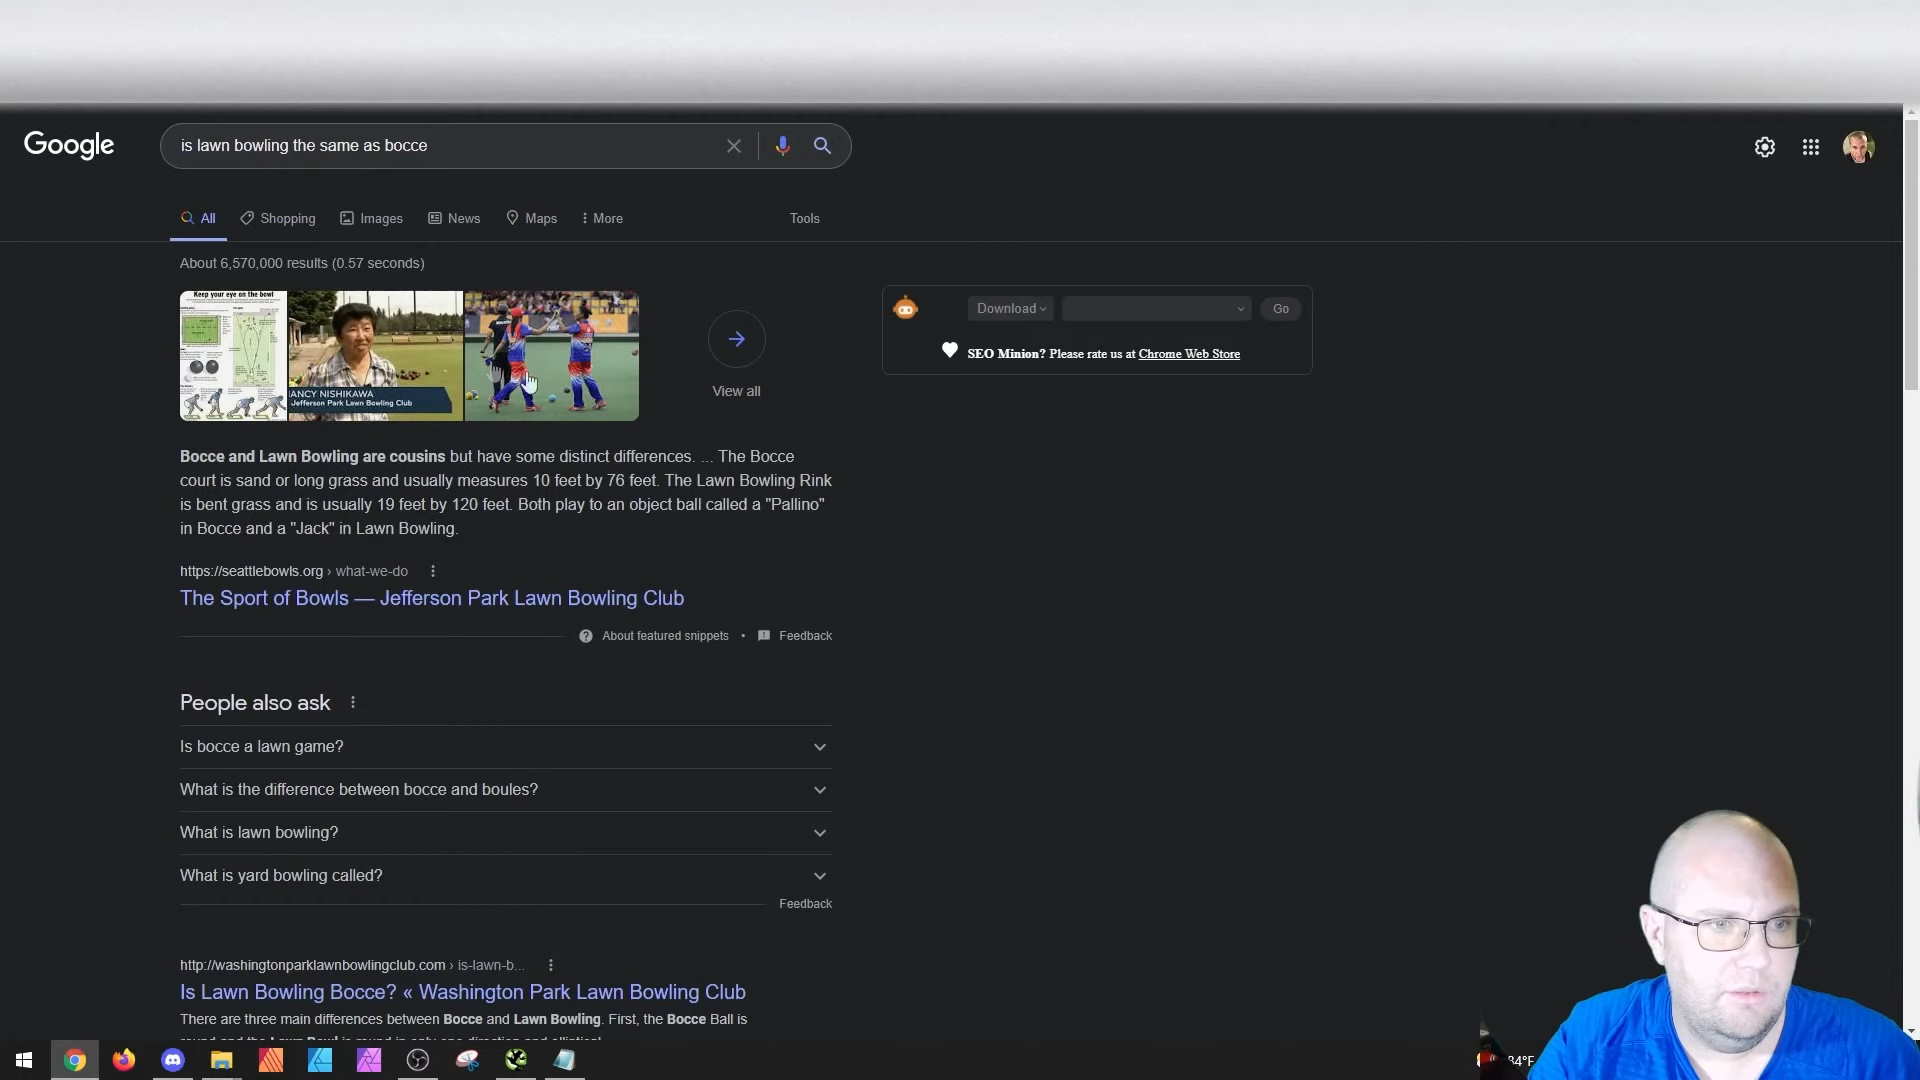 Google
is lawn bowling the same as bocce
All
Shopping
Images
News
Maps
More
Tools
About 6,570,000 results (0.57 seconds)
Keep your eye on the bowl
ANCY NISHIKAWA
Jefferson Park Lawn Bowling Club
View all
Download
Go
SEO Minion? Please rate us at Chrome Web Store
Bocce and Lawn Bowling are cousins but have some distinct differences. ... The Bocce
court is sand or long grass and usually measures 10 feet by 76 feet. The Lawn Bowling Rink
is bent grass and is usually 19 feet by 120 feet. Both play to an object ball called a "Pallino"
in Bocce and a "Jack" in Lawn Bowling.
https://seattlebowls.org › what-we-do
The Sport of Bowls — Jefferson Park Lawn Bowling Club
About featured snippets • Feedback
People also ask
Is bocce a lawn game?
What is the difference between bocce and boules?
What is lawn bowling?
What is yard bowling called?
Feedback
http://washingtonparklawnbowlingclub.com › is-lawn-b...
Is Lawn Bowling Bocce? « Washington Park Lawn Bowling Club
There are three main differences between Bocce and Lawn Bowling. First, the Bocce Ball is
84°F